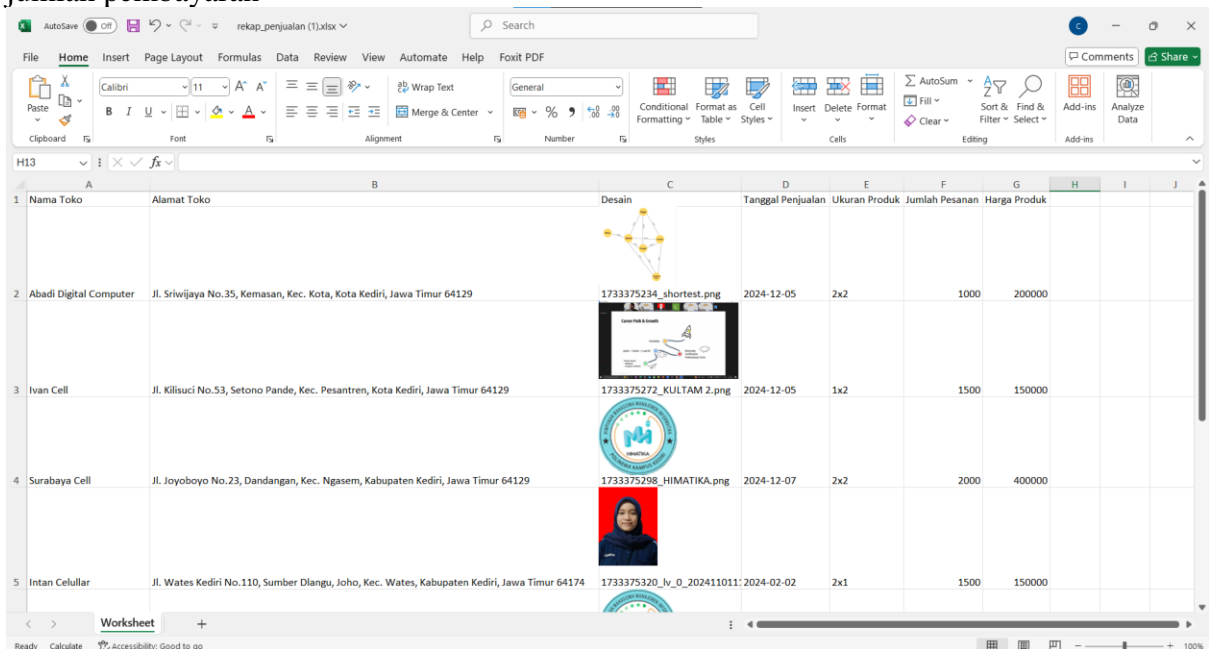 jumlah pembayaran
AutoSave Off rekap_penjualan (1).xlsx Search C
File Home Insert Page Layout Formulas Data Review View Automate Help Foxit PDF Comments Share
Paste Calibri 11 A A Wrap Text General Conditional Formatting Format as Table Cell Styles Insert Delete Format AutoSum Fill Clear Sort & Filter Find & Select Add-ins Analyze Data
B I U A Merge & Center % 9
Clipboard Font Alignment Number Styles Cells Editing Add-ins
H13 fx
A B C D E F G H I J
1 Nama Toko Alamat Toko Desain Tanggal Penjualan Ukuran Produk Jumlah Pesanan Harga Produk
2 Abadi Digital Computer Jl. Sriwijaya No.35, Kemasan, Kec. Kota, Kota Kediri, Jawa Timur 64129 1733375234_shortest.png 2024-12-05 2x2 1000 200000
3 Ivan Cell Jl. Kilisuci No.53, Setono Pande, Kec. Pesantren, Kota Kediri, Jawa Timur 64129 1733375272_KULTAM 2.png 2024-12-05 1x2 1500 150000
HIMATIKA
4 Surabaya Cell Jl. Joyoboyo No.23, Dandangan, Kec. Ngasem, Kabupaten Kediri, Jawa Timur 64129 1733375298_HIMATIKA.png 2024-12-07 2x2 2000 400000
5 Intan Celullar Jl. Wates Kediri No.110, Sumber Dlangu, Joho, Kec. Wates, Kabupaten Kediri, Jawa Timur 64174 1733375320_lv_0_202411011: 2024-02-02 2x1 1500 150000
Worksheet
Ready Calculate Accessibility: Good to go 100%